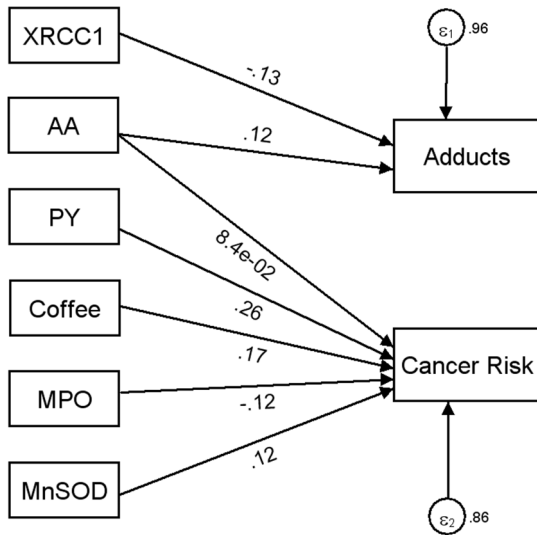 XRCC1
ε1 .96
-.13
AA
.12
Adducts
PY
8.4e-02
Coffee
.26
.17
Cancer Risk
MPO
-.12
.12
MnSOD
ε2 .86